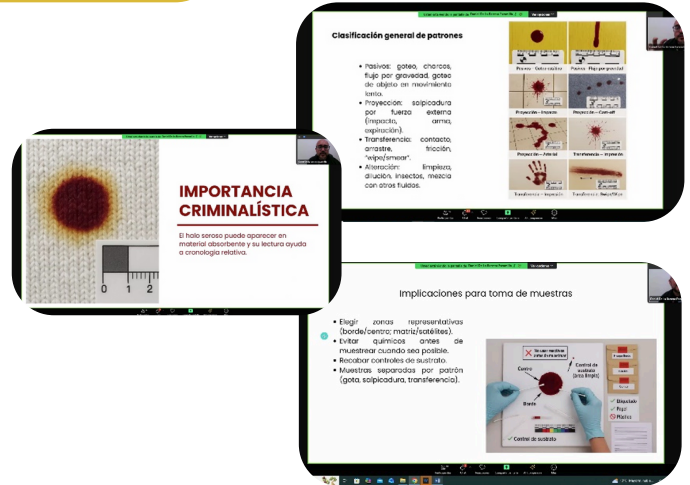 Clasificación general de patrones
• Pasivos: goteo, charcos,
flujo por gravedad, goteo
de objeto en movimiento
lento.
• Proyección: salpicadura
por fuerza externa
(impacto, arma,
expiración).
• Transferencia: contacto,
arrastre, fricción,
"wipe/smear".
• Alteración: limpieza,
dilución, insectos, mezcla
con otros fluidos.
Pasivos - Flujo por gravedad
Proyección - Impacto
Proyección - Cast-off
Proyección - Arterial
Transferencia - Impresión
Transferencia - Impresión
IMPORTANCIA
CRIMINALÍSTICA
El halo seroso puede aparecer en
material absorbente y su lectura ayuda
a cronología relativa.
0 1 2
Implicaciones para toma de muestras
• Elegir zonas representativas
(borde/centro; matriz/satélites).
• Evitar químicos antes de
muestrear cuando sea posible.
• Recabar controles de sustrato.
• Muestras separadas por patrón
(gota, salpicadura, transferencia).
Centro
Borde
Control de
sustrato
(área limpia)
✓ Etiquetado
✓ Papel
Plástico
✓ Control de sustrato